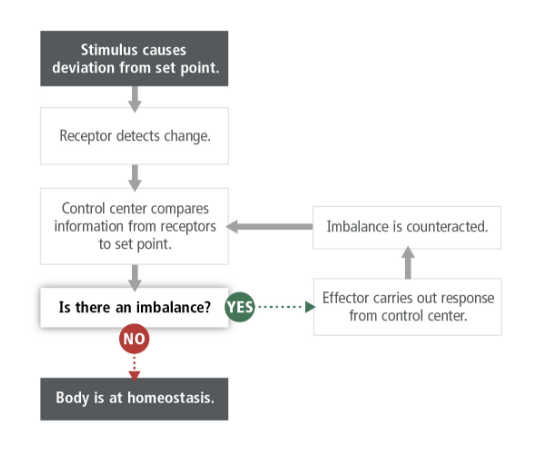 Stimulus causes
deviation from set point.
Receptor detects change.
Control center compares
information from receptors
to set point.
Imbalance is counteracted.
Is there an imbalance?
YES
Effector carries out response
from control center.
NO
Body is at homeostasis.